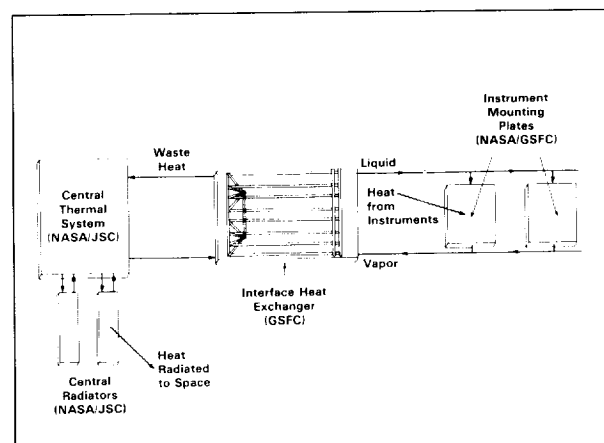 Instrument
Mounting
Plates
(NASA/GSFC)
Waste
Heat
Liquid
Central
Thermal
System
(NASA/JSC)
Heat
from
Instruments
Vapor
Interface Heat
Exchanger
(GSFC)
Heat
Radiated
to Space
Central
Radiators
(NASA/JSC)